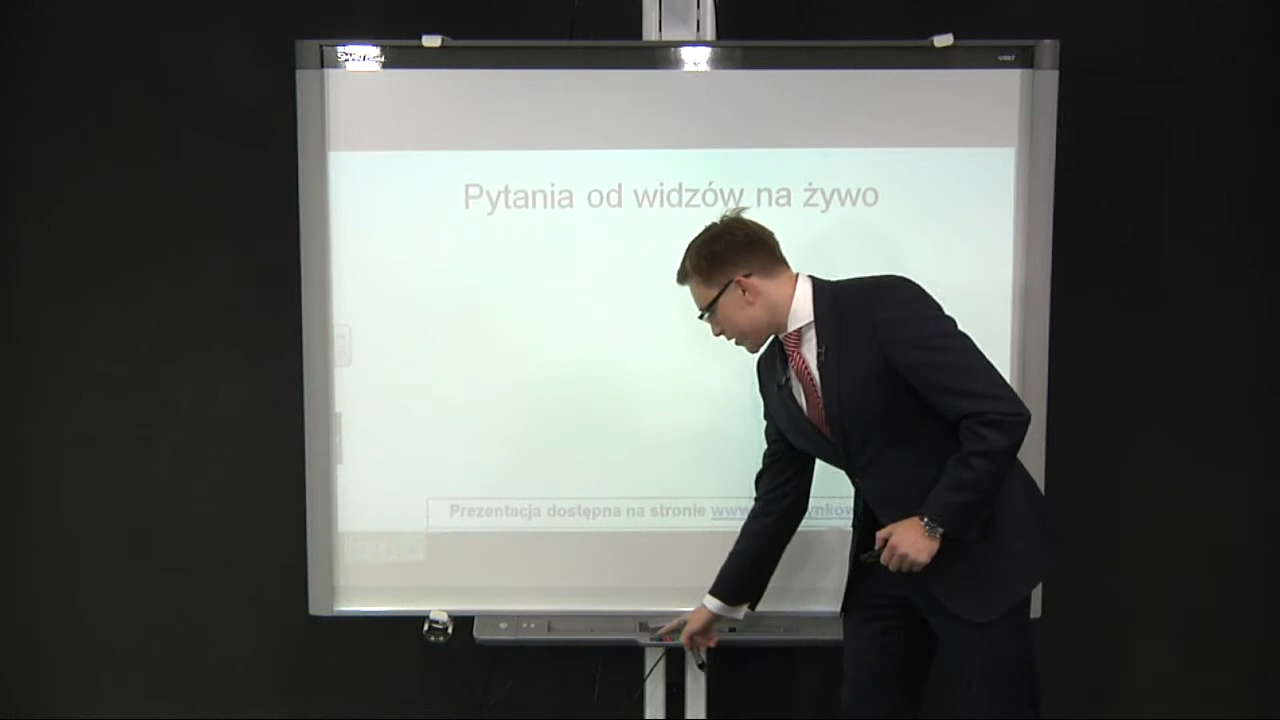 Pytania od widzów na żywo
Prezentacja dostępna na stronie